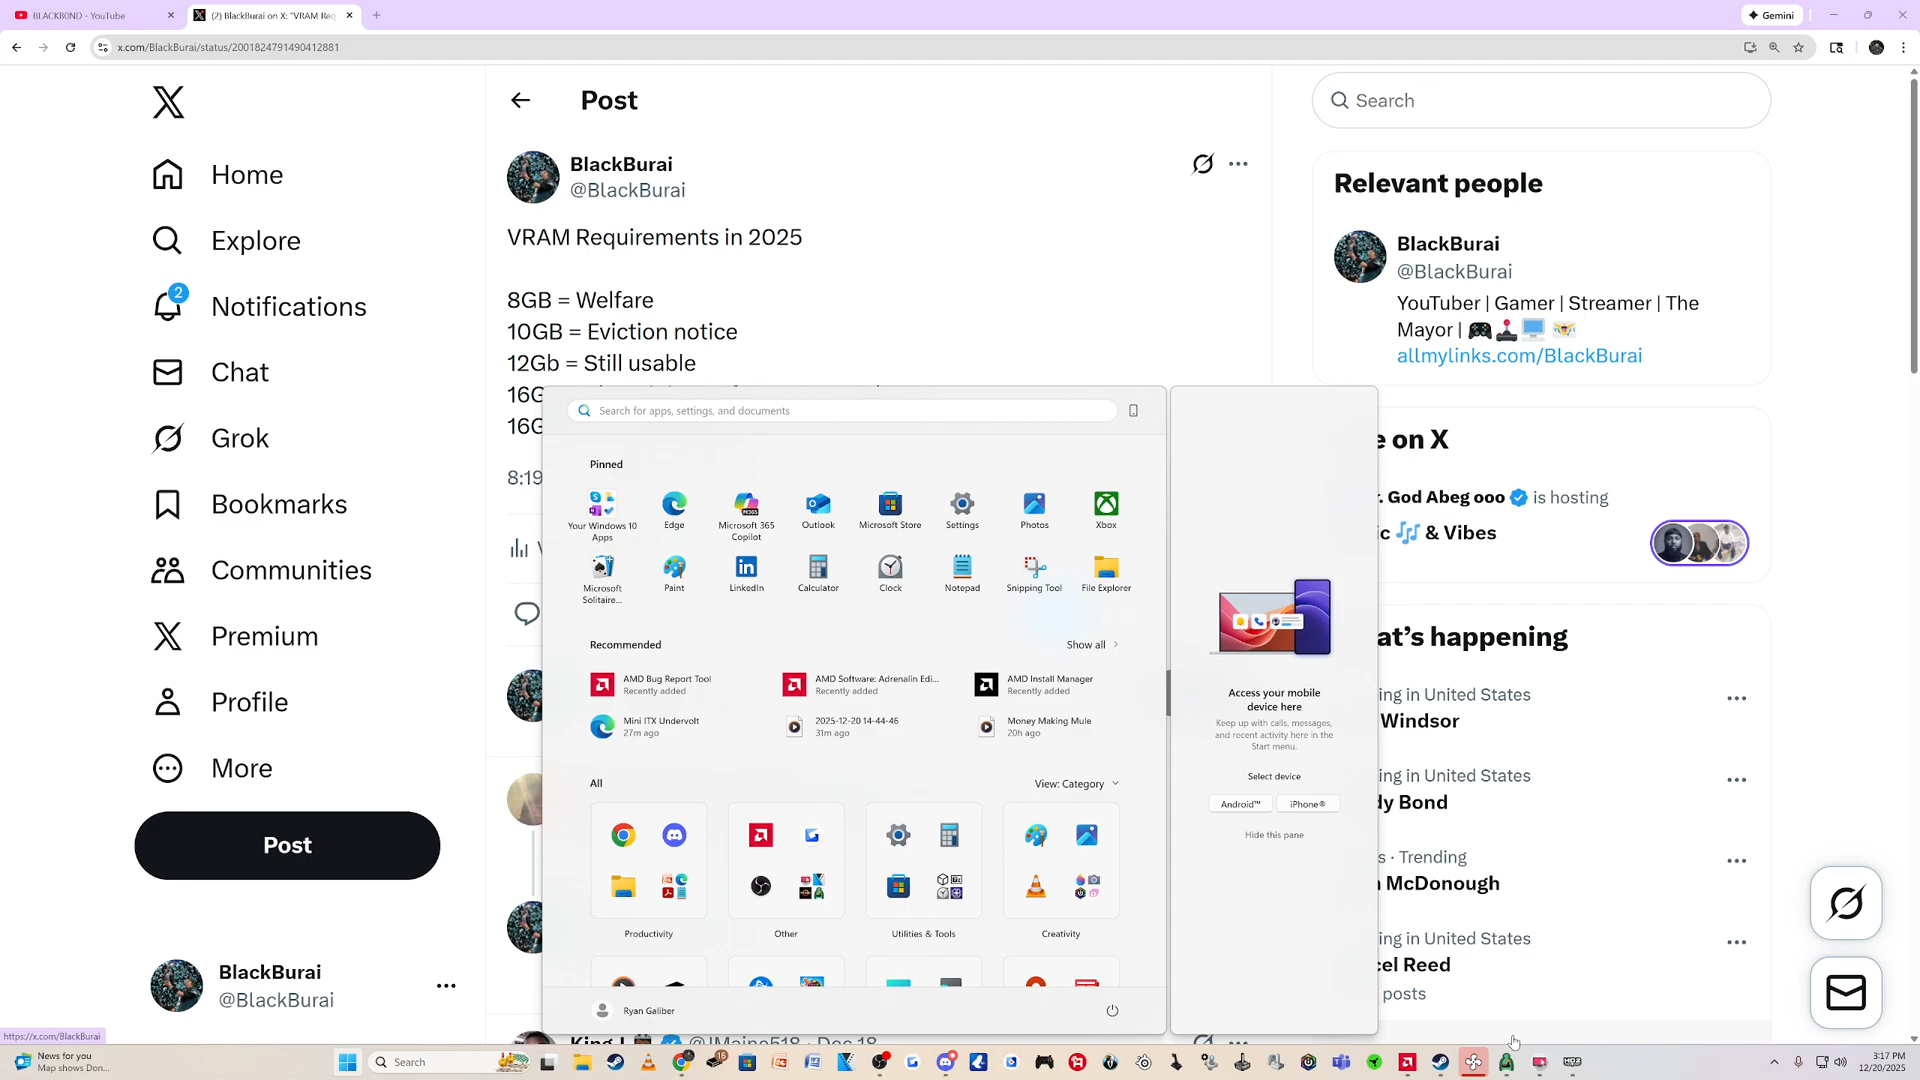 BLACKB0ND - YouTube
(2) BlackBurai on X: "VRAM Req
Gemini
x.com/BlackBurai/status/2001824791490412881
Home
Explore
2
Notifications
Chat
Grok
Bookmarks
Communities
Premium
Profile
More
Post
BlackBurai
@BlackBurai
https://x.com/BlackBurai
Post
BlackBurai
@BlackBurai
VRAM Requirements in 2025
8GB = Welfare
10GB = Eviction notice
12Gb = Still usable
16G
16G
8:19
Search
Relevant people
BlackBurai
@BlackBurai
YouTuber | Gamer | Streamer | The
Mayor |
allmylinks.com/BlackBurai
e on X
r. God Abeg ooo is hosting
ic & Vibes
at's happening
ing in United States
Windsor
ing in United States
dy Bond
s · Trending
McDonough
ing in United States
cel Reed
posts
Search for apps, settings, and documents
Pinned
Your Windows 10
Apps
Edge
Microsoft 365
Copilot
Outlook
Microsoft Store
Settings
Photos
Xbox
Microsoft
Solitaire...
Paint
LinkedIn
Calculator
Clock
Notepad
Snipping Tool
File Explorer
Recommended
Show all
AMD Bug Report Tool
Recently added
AMD Software: Adrenalin Edi...
Recently added
AMD Install Manager
Recently added
Mini ITX Undervolt
27m ago
2025-12-20 14-44-46
31m ago
Money Making Mule
20h ago
All
View: Category
Productivity
Other
Utilities & Tools
Creativity
Ryan Galiber
Access your mobile
device here
Keep up with calls, messages,
and recent activity here in the
Start menu.
Select device
Android™
iPhone®
Hide this pane
News for you
Map shows Don...
Search
16
3:17 PM
12/20/2025